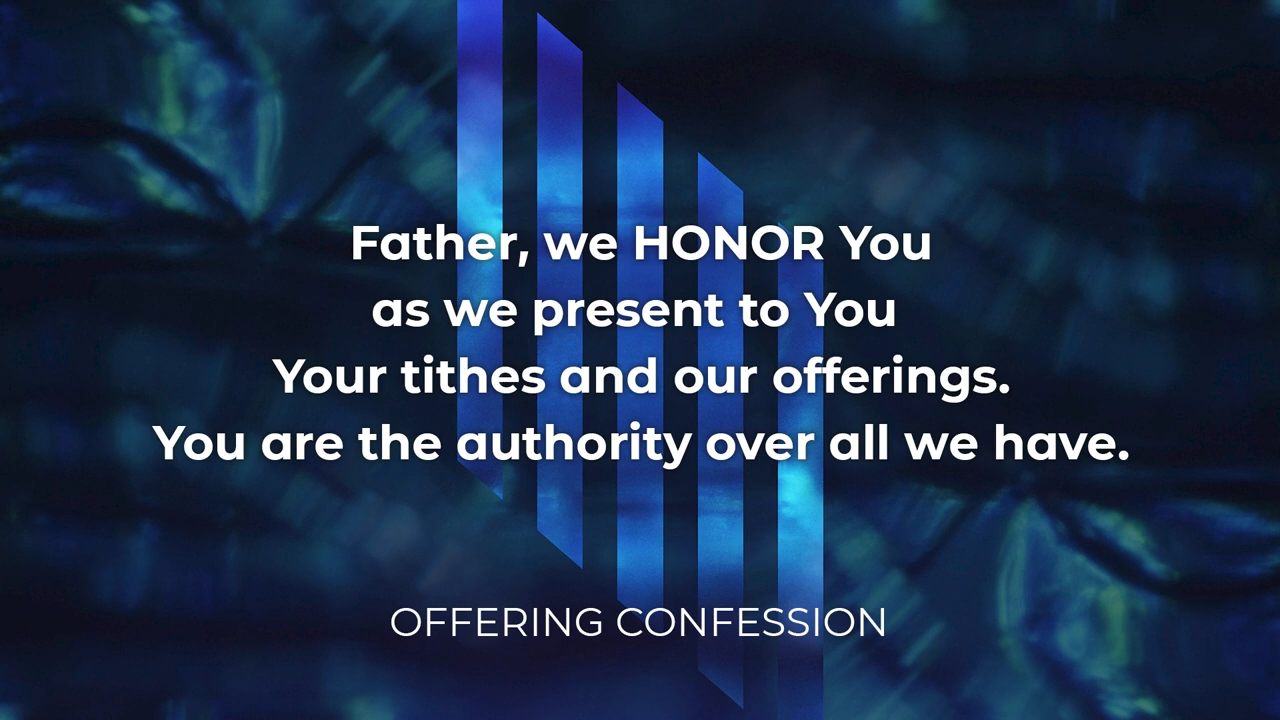 Father, we HONOR You
as we present to You
Your tithes and our offerings.
You are the authority over all we have.
OFFERING CONFESSION